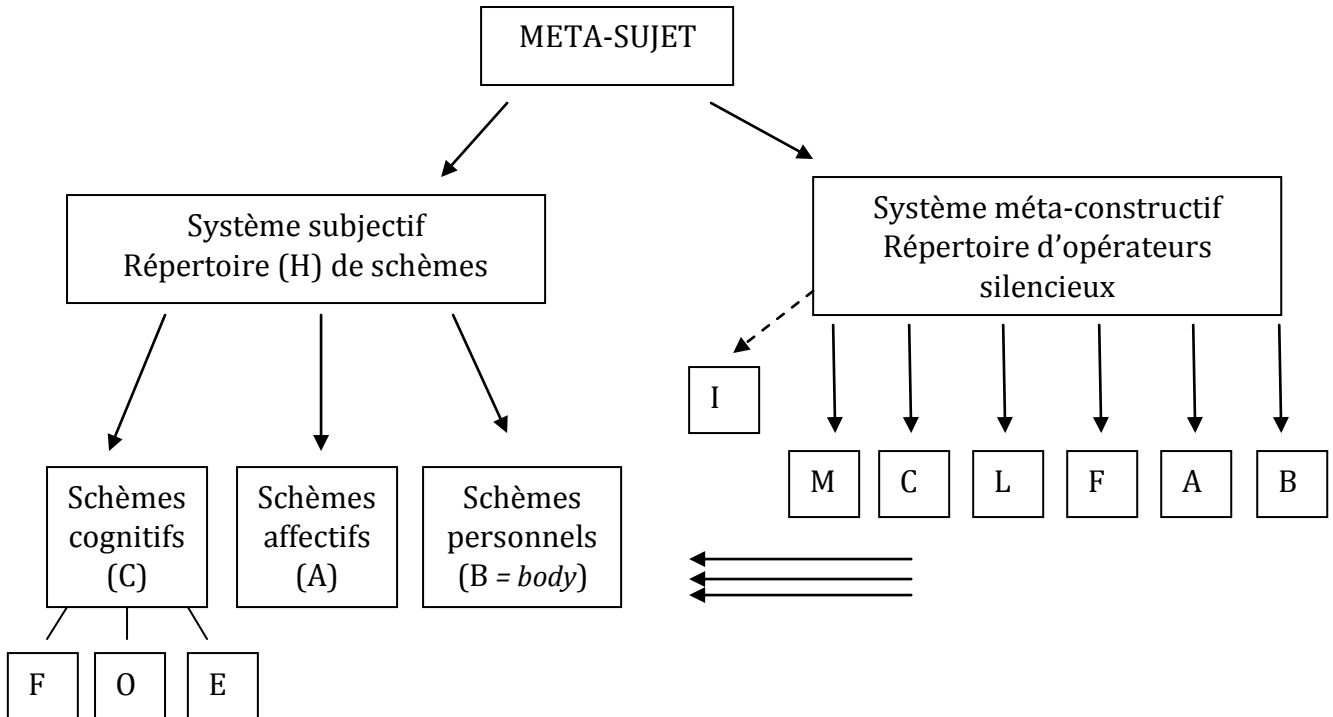 META-SUJET
Système subjectif
Répertoire (H) de schèmes
Système méta-constructif
Répertoire d’opérateurs
silencieux
I
M
C
L
F
A
B
Schèmes
cognitifs
(C)
Schèmes
affectifs
(A)
Schèmes
personnels
(B = body)
F
O
E